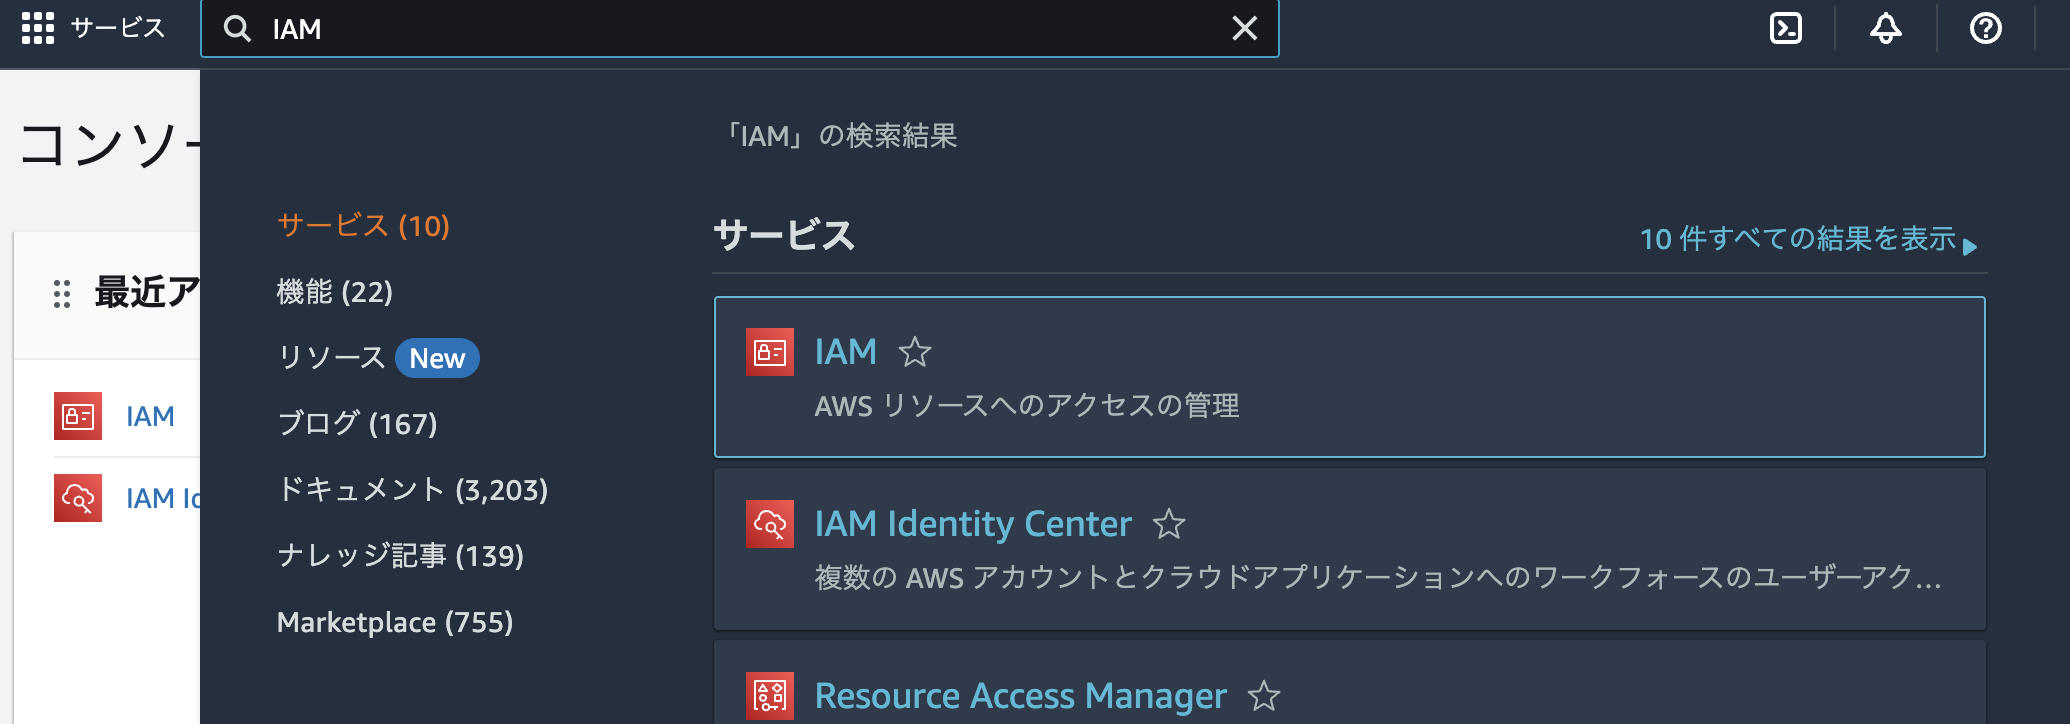 サービス
IAM
コンソー
最近ア
IAM
IAM Id
「IAM」の検索結果
サービス (10)
機能 (22)
リソース New
ブログ (167)
ドキュメント (3,203)
ナレッジ記事 (139)
Marketplace (755)
サービス
10 件すべての結果を表示
IAM
AWS リソースへのアクセスの管理
IAM Identity Center
複数の AWS アカウントとクラウドアプリケーションへのワークフォースのユーザーアク...
Resource Access Manager